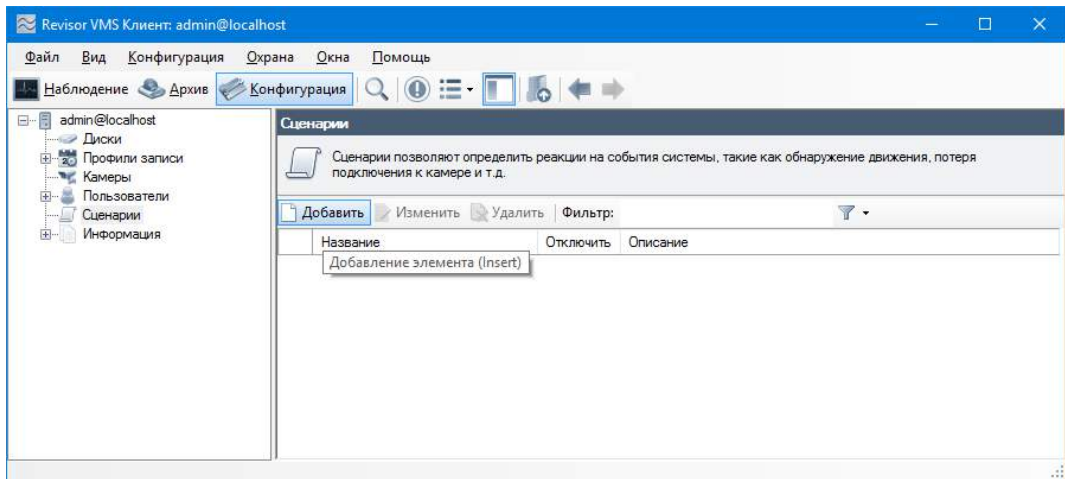 Revisor VMS Клиент: admin@localhost
Файл Вид Конфигурация Охрана Окна Помощь
Наблюдение Архив Конфигурация
admin@localhost
Диски
Профили записи
Камеры
Пользователи
Сценарии
Информация
Сценарии
Сценарии позволяют определить реакции на события системы, такие как обнаружение движения, потеря
подключения к камере и т.д.
Добавить Изменить Удалить Фильтр:
Название Отключить Описание
Добавление элемента (Insert)